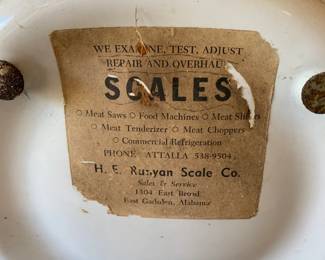 WE EXAMINE, TEST, ADJUST
REPAIR AND OVERHAUL
SCALES
Meat Saws ○ Food Machines ○ Meat Slicers
○ Meat Tenderizer ○ Meat Choppers
○ Commercial Refrigeration
PHONE ATTALLA 538-9504
H. E. Runyan Scale Co.
Sales & Service
1304 East Broad
East Gadsden, Alabama